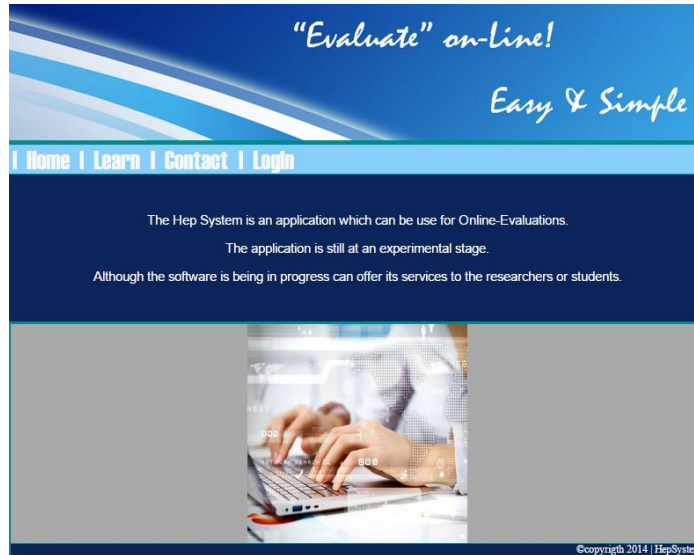 “Evaluate” on-Line!
Easy & Simple
| Home | Learn | Contact | Login
The Hep System is an application which can be use for Online-Evaluations.
The application is still at an experimental stage.
Although the software is being in progress can offer its services to the researchers or students.
NETWORK SEARCH
©copyrigth 2014 | HepSyste